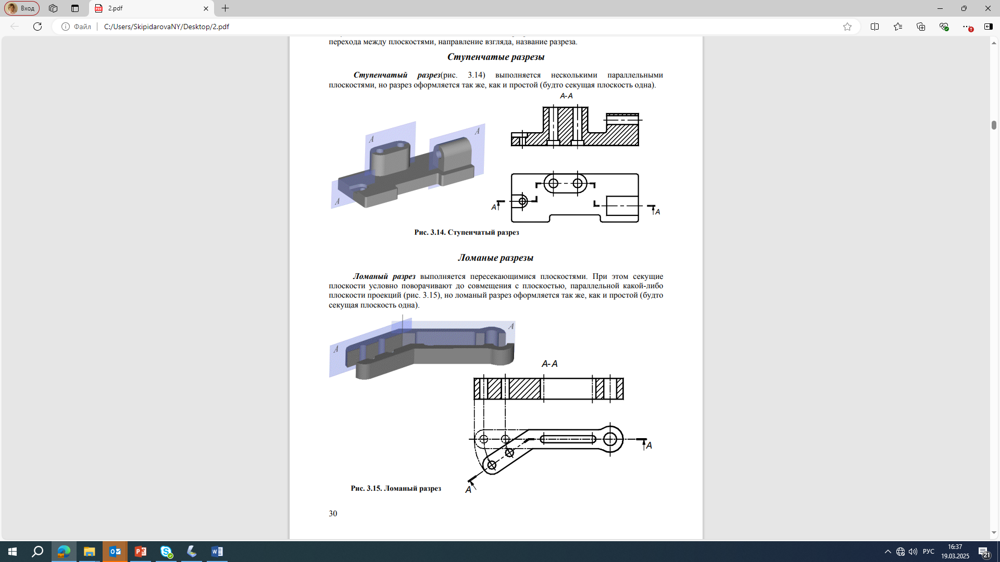 Вход
2.pdf
Файл
C:/Users/SkipidarovaNY/Desktop/2.pdf
перехода между плоскостями, направление взгляда, название разреза.
Ступенчатые разрезы
Ступенчатый разрез(рис. 3.14) выполняется несколькими параллельными
плоскостями, но разрез оформляется так же, как и простой (будто секущая плоскость одна).
А-А
А
А
А
А
А
Рис. 3.14. Ступенчатый разрез
Ломаные разрезы
Ломаный разрез выполняется пересекающимися плоскостями. При этом секущие
плоскости условно поворачивают до совмещения с плоскостью, параллельной какой-либо
плоскости проекций (рис. 3.15), но ломаный разрез оформляется так же, как и простой (будто
секущая плоскость одна).
А
А
А-А
А
А
Рис. 3.15. Ломаный разрез
30
РУС
16:37
19.03.2025
21